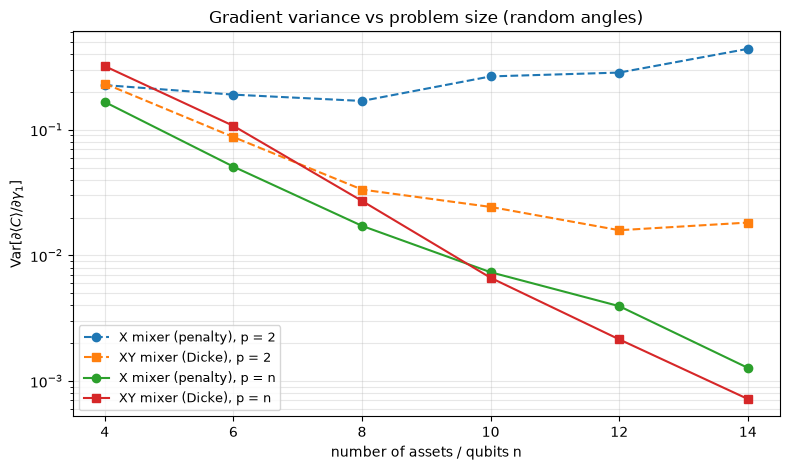 Gradient variance vs problem size (random angles)
Var[∂⟨C⟩/∂γ₁]
10⁻¹
10⁻²
10⁻³
X mixer (penalty), p = 2
XY mixer (Dicke), p = 2
X mixer (penalty), p = n
XY mixer (Dicke), p = n
4 6 8 10 12 14
number of assets / qubits n